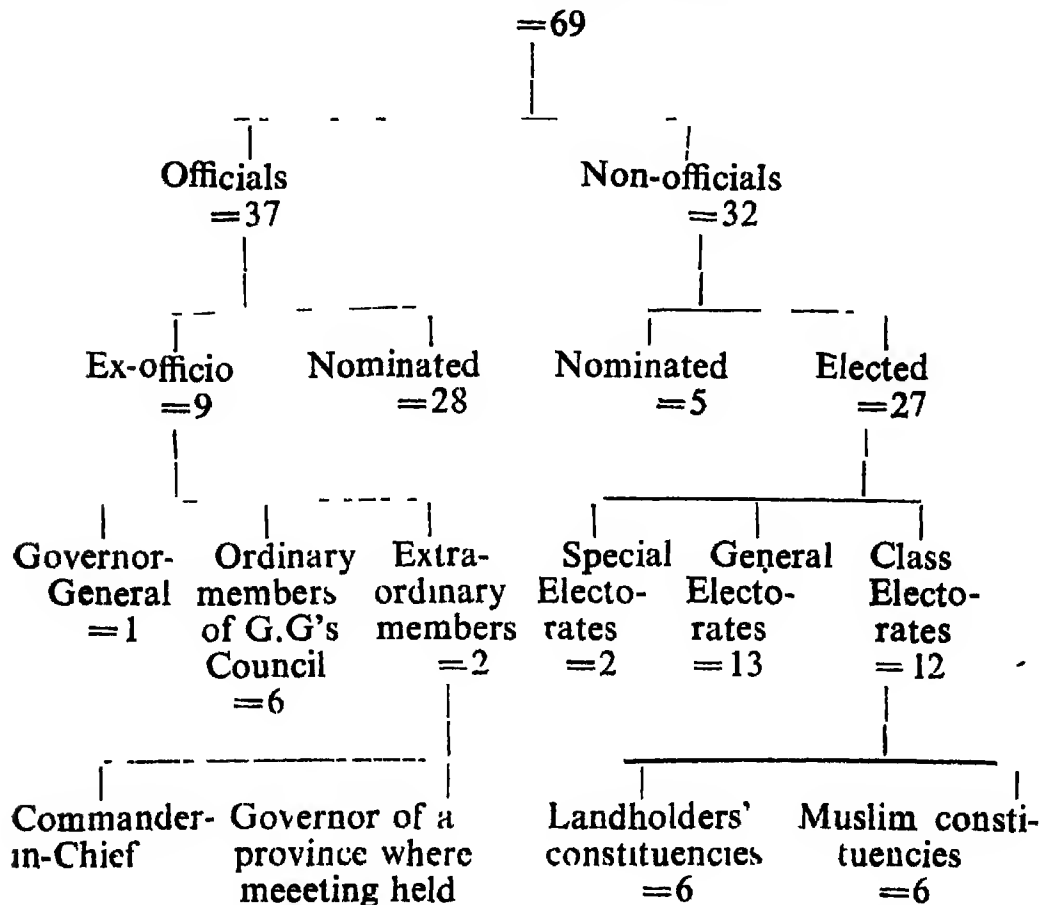 =69
Officials
=37
Non-officials
=32
Ex-officio
=9
Nominated
=28
Nominated
=5
Elected
=27
Governor-
General
=1
Ordinary
members
of G.G's
Council
=6
Extra-
ordinary
members
=2
Special
Electo-
rates
=2
General
Electo-
rates
=13
Class
Electo-
rates
=12
Commander-
in-Chief
Governor of a
province where
meeeting held
Landholders'
constituencies
=6
Muslim consti-
tuencies
=6